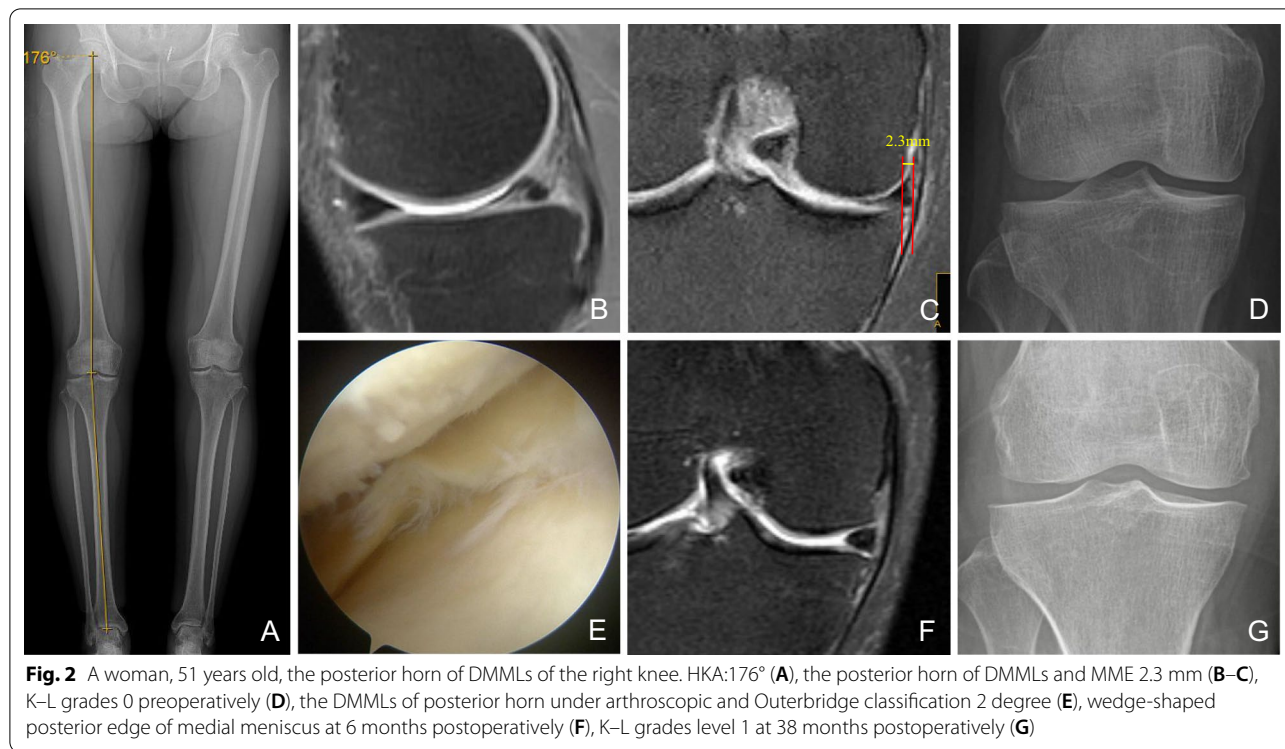 176°
A
B
2.3mm
A
C
D
E
F
G
Fig. 2 A woman, 51 years old, the posterior horn of DMMLs of the right knee. HKA:176° (A), the posterior horn of DMMLs and MME 2.3 mm (B–C),
K–L grades 0 preoperatively (D), the DMMLs of posterior horn under arthroscopic and Outerbridge classification 2 degree (E), wedge-shaped
posterior edge of medial meniscus at 6 months postoperatively (F), K–L grades level 1 at 38 months postoperatively (G)